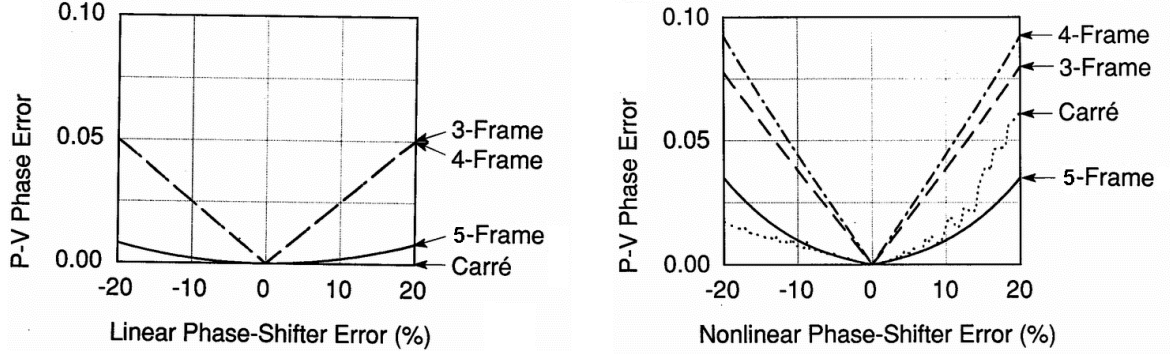 P-V Phase Error
0.10
0.05
0.00
3-Frame
4-Frame
5-Frame
Carré
-20 -10 0 10 20
Linear Phase-Shifter Error (%)
P-V Phase Error
0.10
0.05
0.00
4-Frame
3-Frame
Carré
5-Frame
-20 -10 0 10 20
Nonlinear Phase-Shifter Error (%)